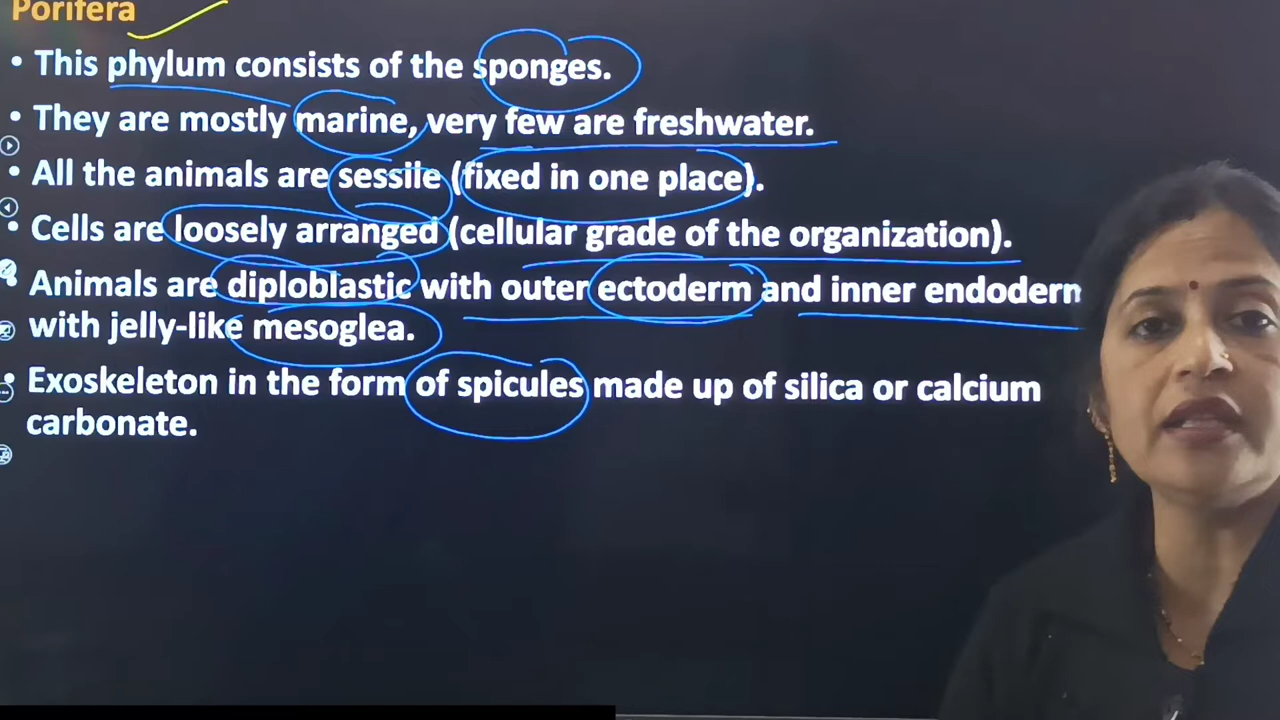 Porifera
• This phylum consists of the sponges.
• They are mostly marine, very few are freshwater.
• All the animals are sessile (fixed in one place).
• Cells are loosely arranged (cellular grade of the organization).
• Animals are diploblastic with outer ectoderm and inner endoderm
with jelly-like mesoglea.
• Exoskeleton in the form of spicules made up of silica or calcium
carbonate.